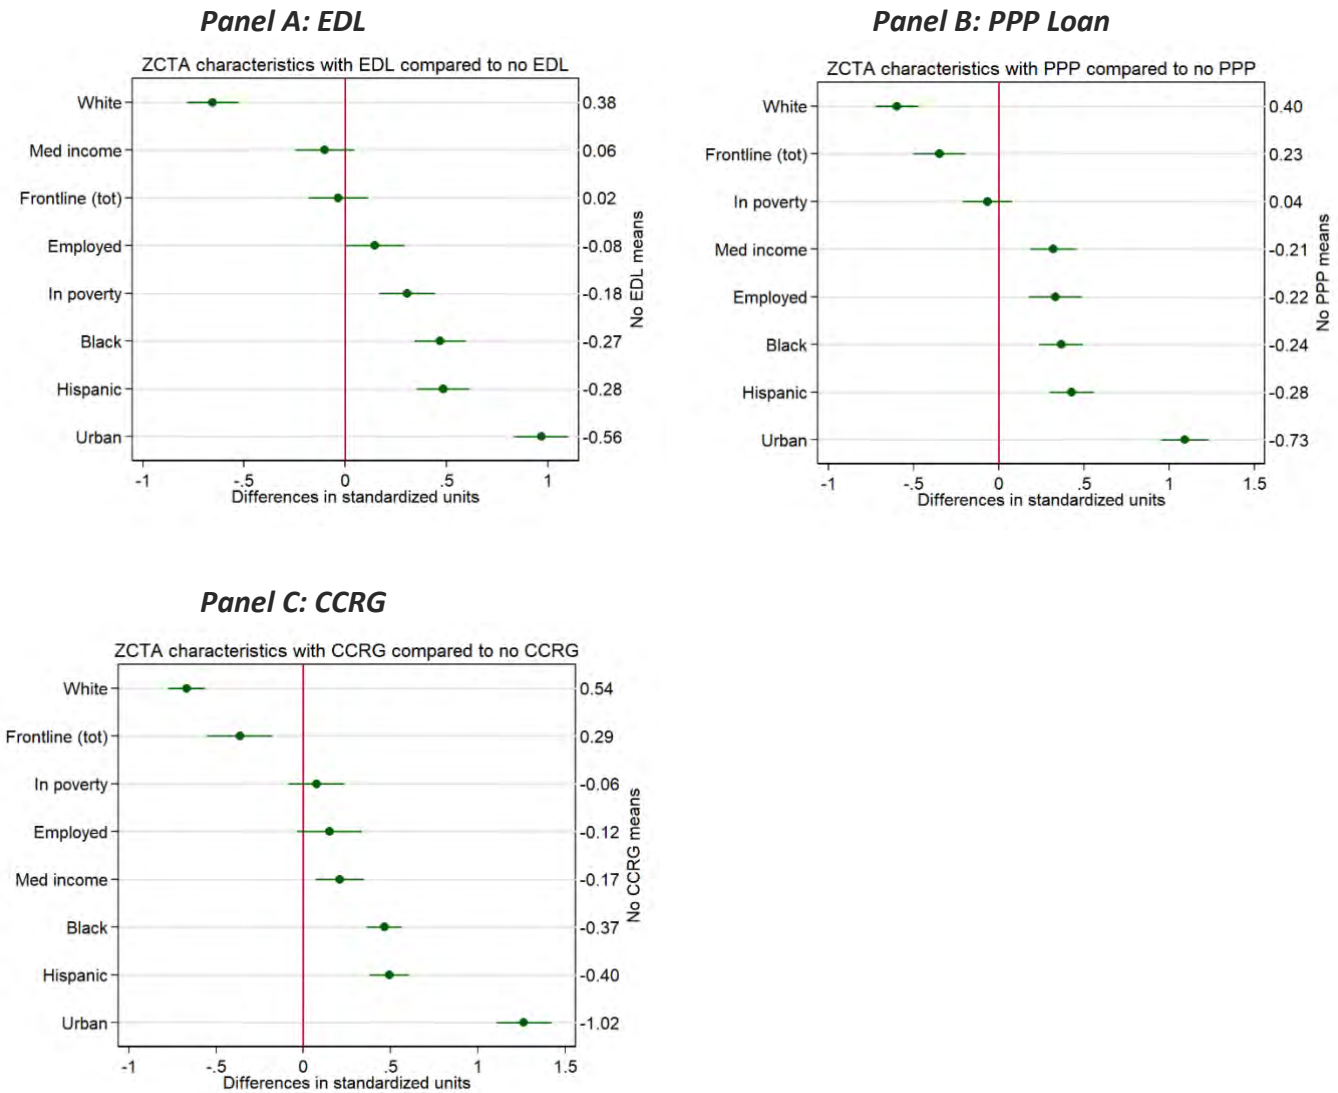 Panel A: EDL
ZCTA characteristics with EDL compared to no EDL
White 0.38
Med income 0.06
Frontline (tot) 0.02
Employed -0.08
In poverty -0.18
Black -0.27
Hispanic -0.28
Urban -0.56
No EDL means
-1 -.5 0 .5 1
Differences in standardized units
Panel B: PPP Loan
ZCTA characteristics with PPP compared to no PPP
White 0.40
Frontline (tot) 0.23
In poverty 0.04
Med income -0.21
Employed -0.22
Black -0.24
Hispanic -0.28
Urban -0.73
No PPP means
-1 -.5 0 .5 1 1.5
Differences in standardized units
Panel C: CCRG
ZCTA characteristics with CCRG compared to no CCRG
White 0.54
Frontline (tot) 0.29
In poverty -0.06
Employed -0.12
Med income -0.17
Black -0.37
Hispanic -0.40
Urban -1.02
No CCRG means
-1 -.5 0 .5 1 1.5
Differences in standardized units